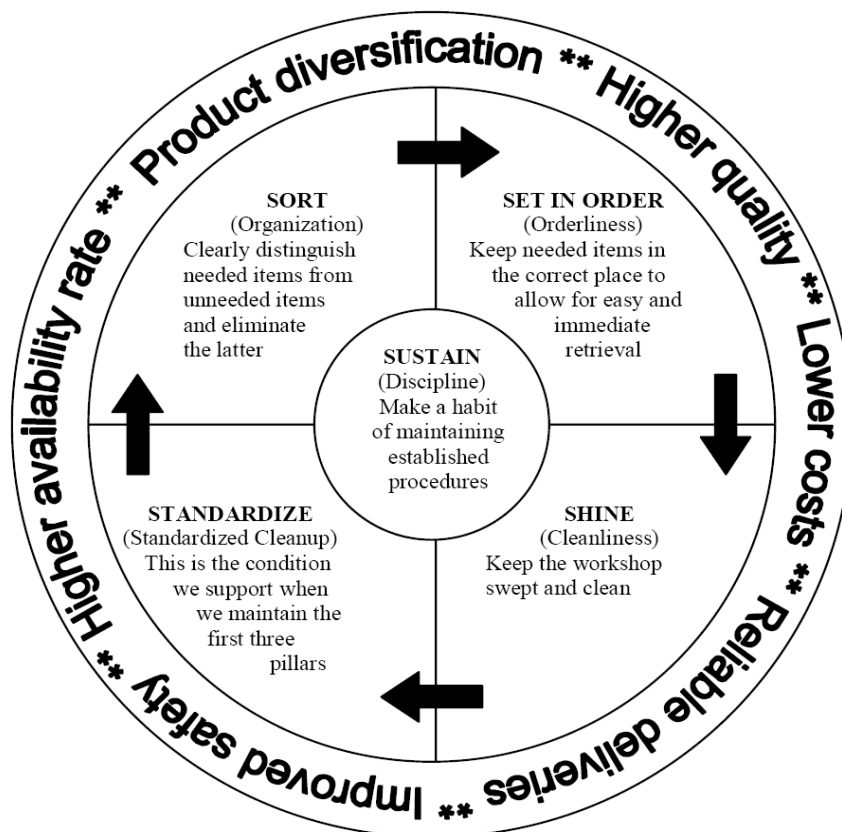 Product diversification ** Higher quality ** Lower costs ** Reliable deliveries ** Improved safety ** Higher availability rate **
SORT
(Organization)
Clearly distinguish
needed items from
unneeded items
and eliminate
the latter
SET IN ORDER
(Orderliness)
Keep needed items in
the correct place to
allow for easy and
immediate
retrieval
SUSTAIN
(Discipline)
Make a habit
of maintaining
established
procedures
STANDARDIZE
(Standardized Cleanup)
This is the condition
we support when
we maintain the
first three
pillars
SHINE
(Cleanliness)
Keep the workshop
swept and clean